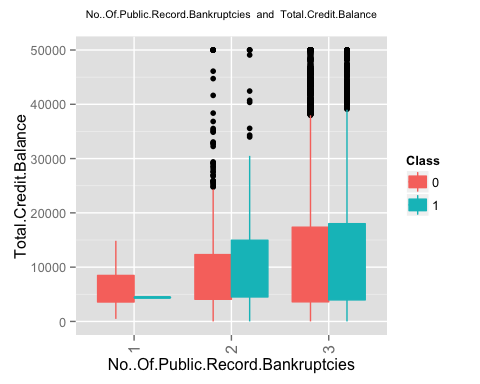 No..Of.Public.Record.Bankruptcies and Total.Credit.Balance
50000
40000
30000
20000
10000
0
Total.Credit.Balance
1
2
3
No..Of.Public.Record.Bankruptcies
Class
0
1